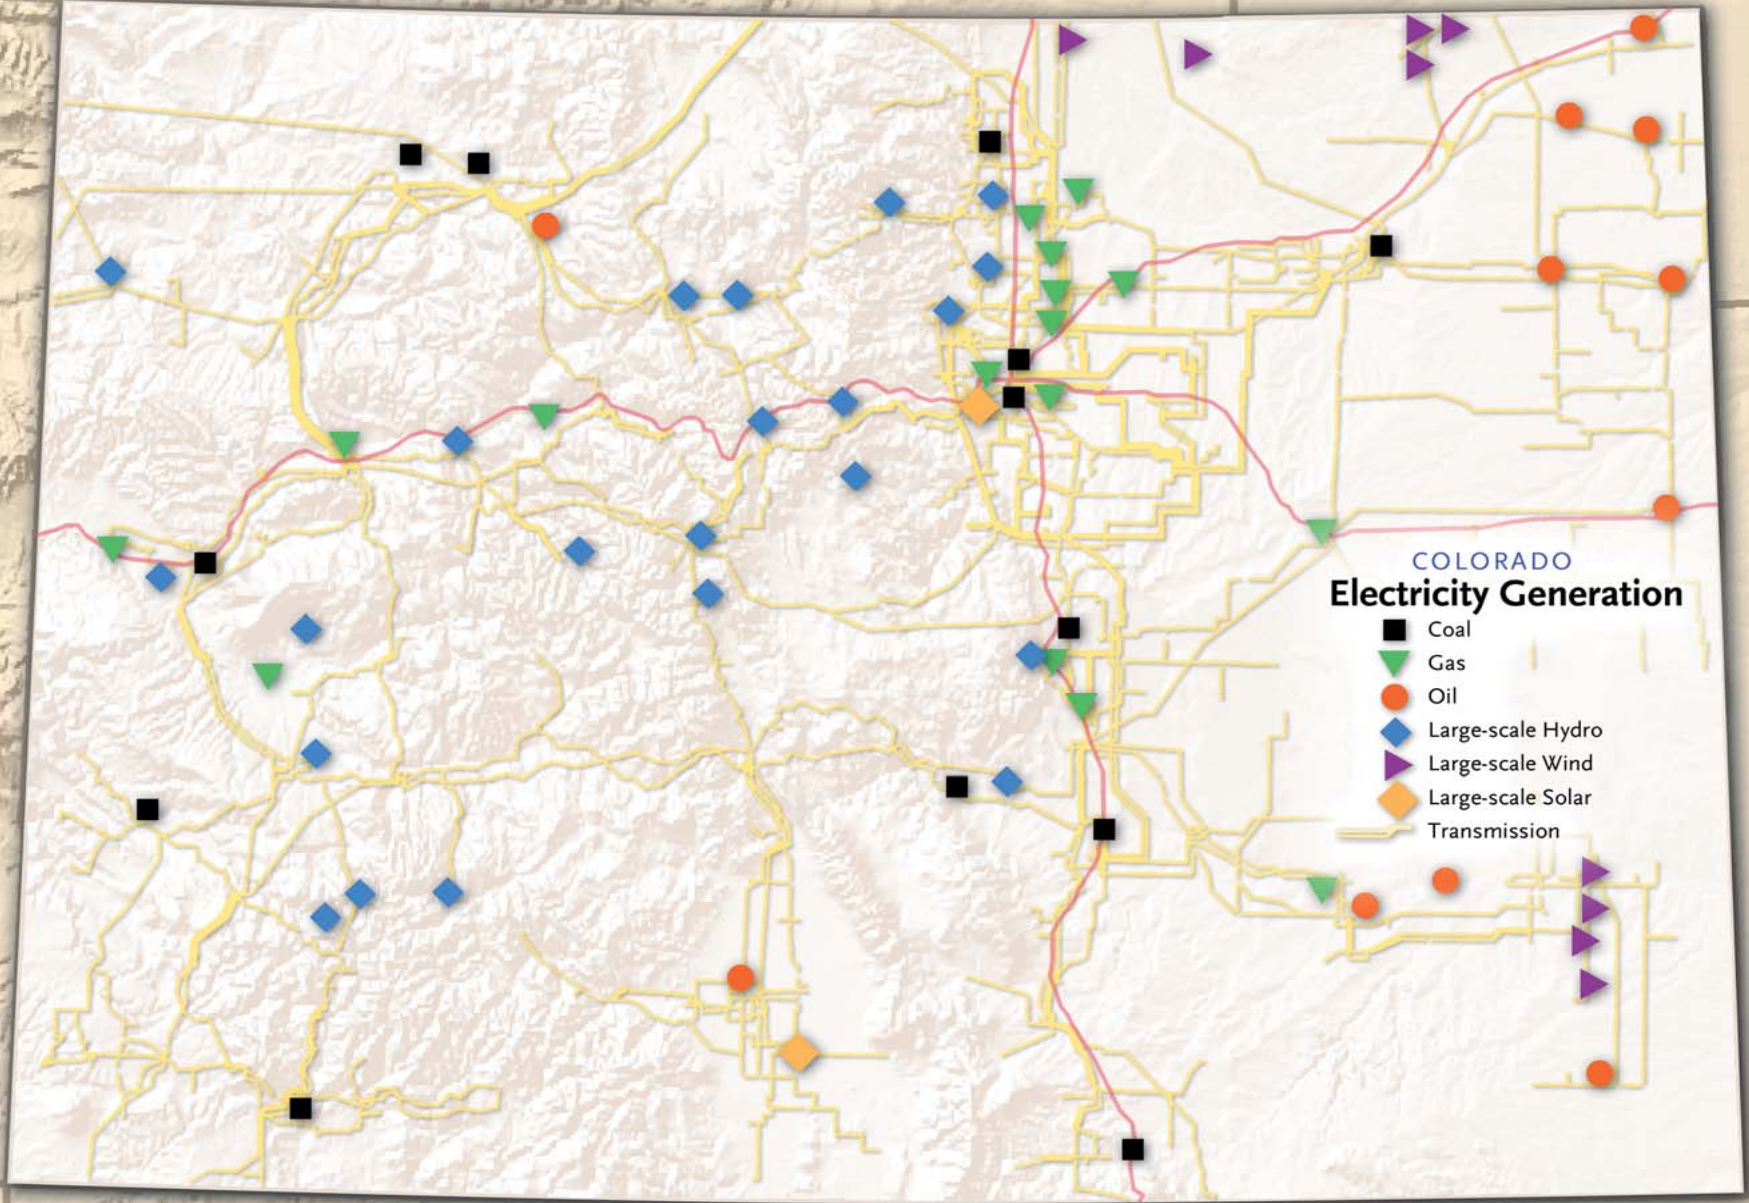 COLORADO
Electricity Generation
Coal
Gas
Oil
Large-scale Hydro
Large-scale Wind
Large-scale Solar
Transmission